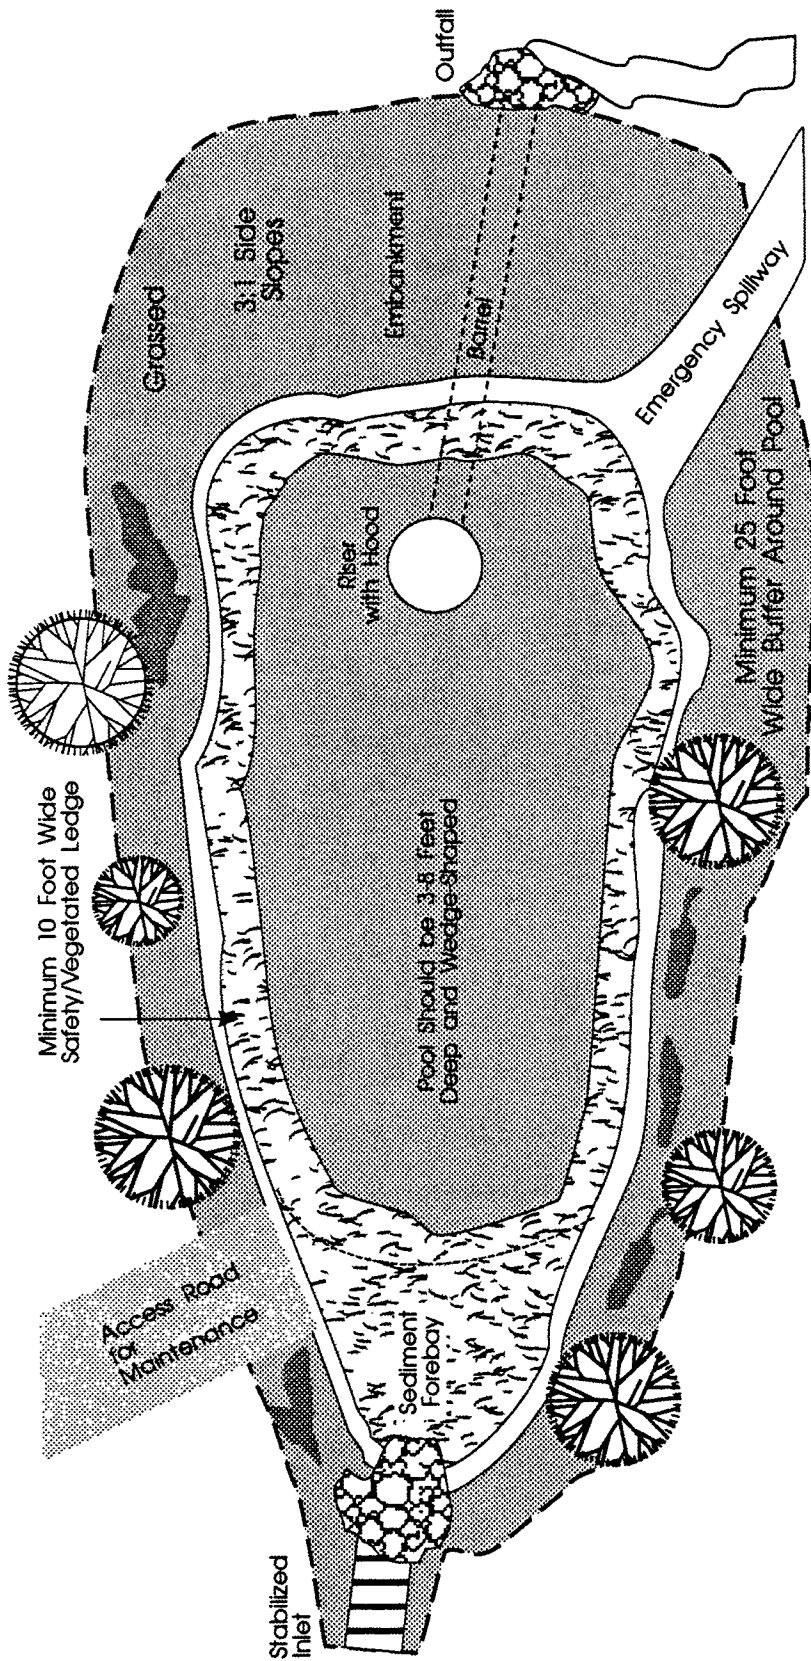 Stabilized
Inlet
Access Road
for
Maintenance
Sediment
Forebay
Minimum 10 Foot Wide
Safety/Vegetated Ledge
Pool Should be 3-8 Feet
Deep and Wedge-Shaped
Riser
with Hood
Grassed
3:1 Side
Slopes
Embankment
Barrel
Outfall
Emergency Spillway
Minimum 25 Foot
Wide Buffer Around Pool